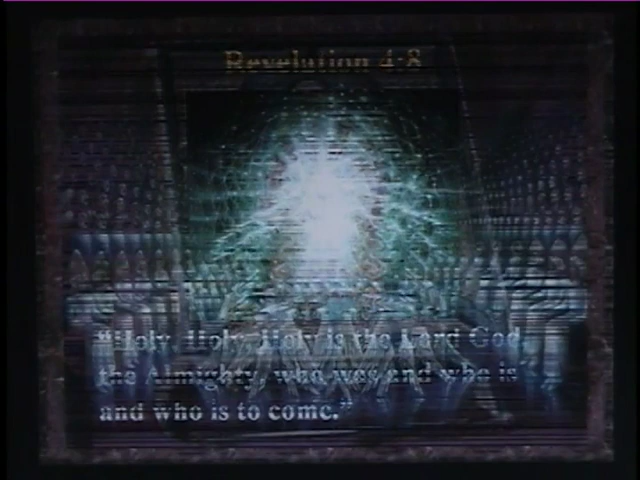 Revelation 4:8
“Holy, Holy, Holy is the Lord God,
the Almighty, who was and who is
and who is to come.”